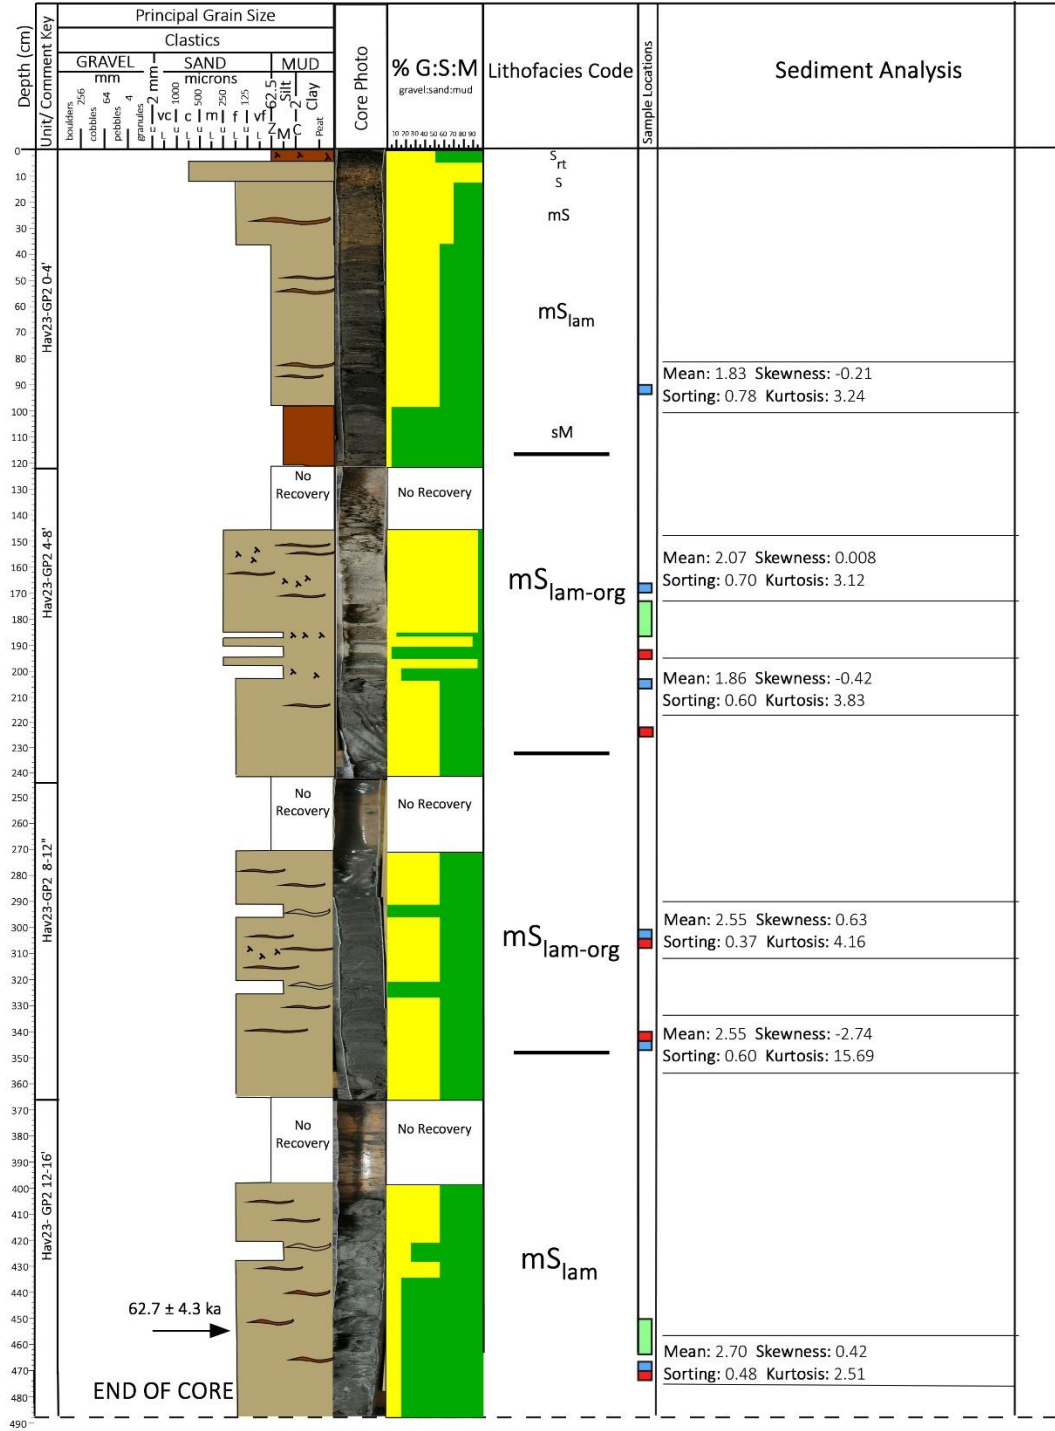 Depth (cm)
Unit/ Comment Key
Principal Grain Size
Clastics
GRAVEL
SAND
MUD
mm
microns
boulders
256
cobbles
64
pebbles
4
granules
2 mm
vc
1000
c
500
m
250
f
125
vf
62.5
Silt
2
Clay
Peat
U L U L U L U L U L
Z M C
Core Photo
% G:S:M
gravel:sand:mud
10 20 30 40 50 60 70 80 90
Lithofacies Code
Sample Locations
Sediment Analysis
0
10
20
30
40
50
60
70
80
90
100
110
120
130
140
150
160
170
180
190
200
210
220
230
240
250
260
270
280
290
300
310
320
330
340
350
360
370
380
390
400
410
420
430
440
450
460
470
480
490
Hav23-GP2 0-4'
Hav23-GP2 4-8'
Hav23-GP2 8-12"
Hav23- GP2 12-16'
No
Recovery
No Recovery
No
Recovery
No Recovery
No
Recovery
No Recovery
62.7 ± 4.3 ka
END OF CORE
Srt
S
mS
mSlam
sM
mSlam-org
mSlam-org
mSlam
Mean: 1.83 Skewness: -0.21
Sorting: 0.78 Kurtosis: 3.24
Mean: 2.07 Skewness: 0.008
Sorting: 0.70 Kurtosis: 3.12
Mean: 1.86 Skewness: -0.42
Sorting: 0.60 Kurtosis: 3.83
Mean: 2.55 Skewness: 0.63
Sorting: 0.37 Kurtosis: 4.16
Mean: 2.55 Skewness: -2.74
Sorting: 0.60 Kurtosis: 15.69
Mean: 2.70 Skewness: 0.42
Sorting: 0.48 Kurtosis: 2.51